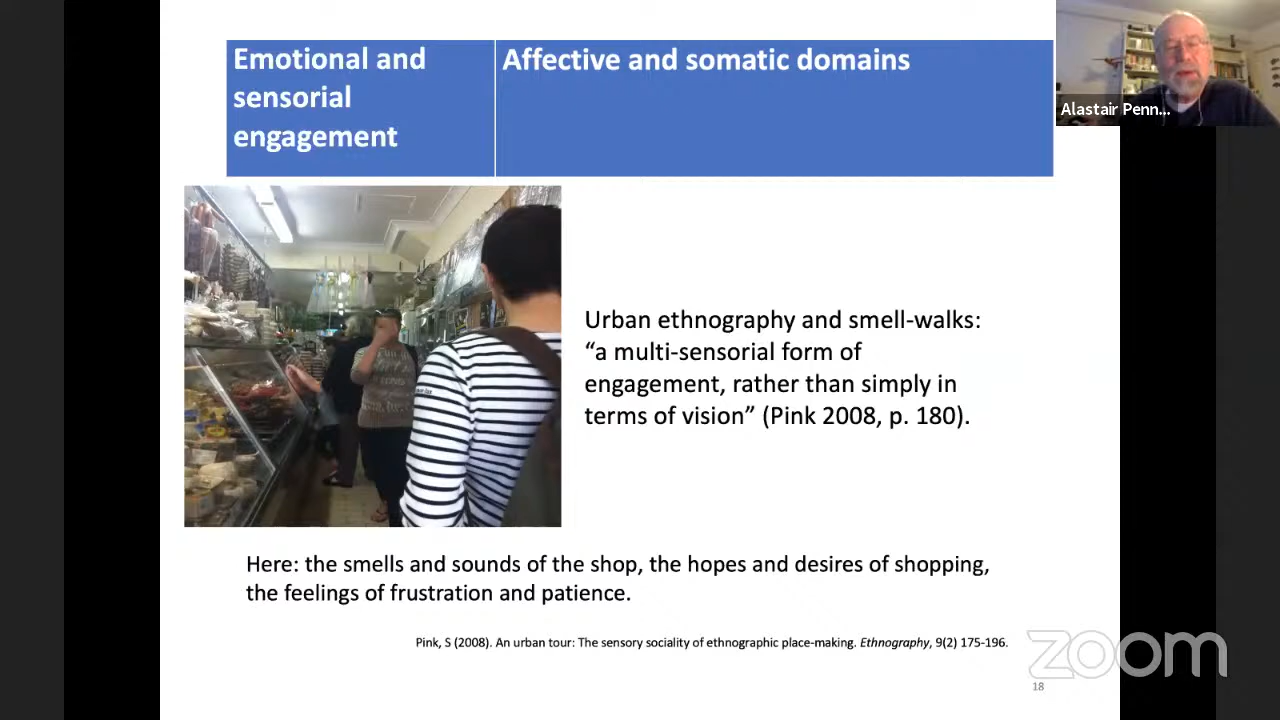 Emotional and
sensorial
engagement
Affective and somatic domains
Alastair Penn...
Urban ethnography and smell-walks:
“a multi-sensorial form of
engagement, rather than simply in
terms of vision” (Pink 2008, p. 180).
Here: the smells and sounds of the shop, the hopes and desires of shopping,
the feelings of frustration and patience.
Pink, S (2008). An urban tour: The sensory sociality of ethnographic place-making. Ethnography, 9(2) 175-196.
zoom
18